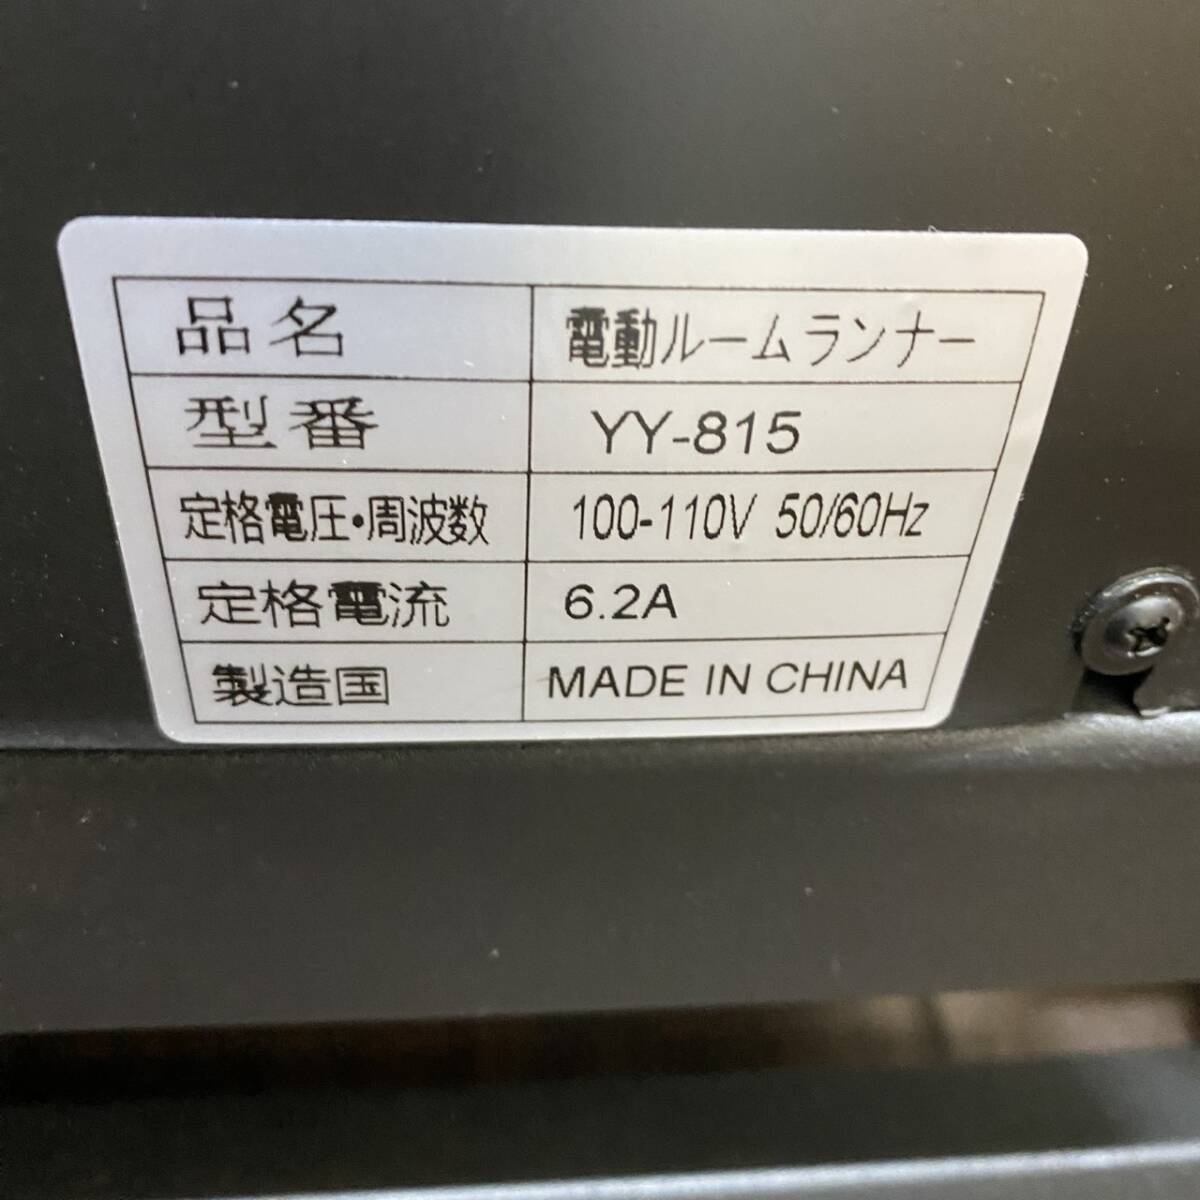 品名 電動ルームランナー
型番 YY-815
定格電圧・周波数 100-110V 50/60Hz
定格電流 6.2A
製造国 MADE IN CHINA